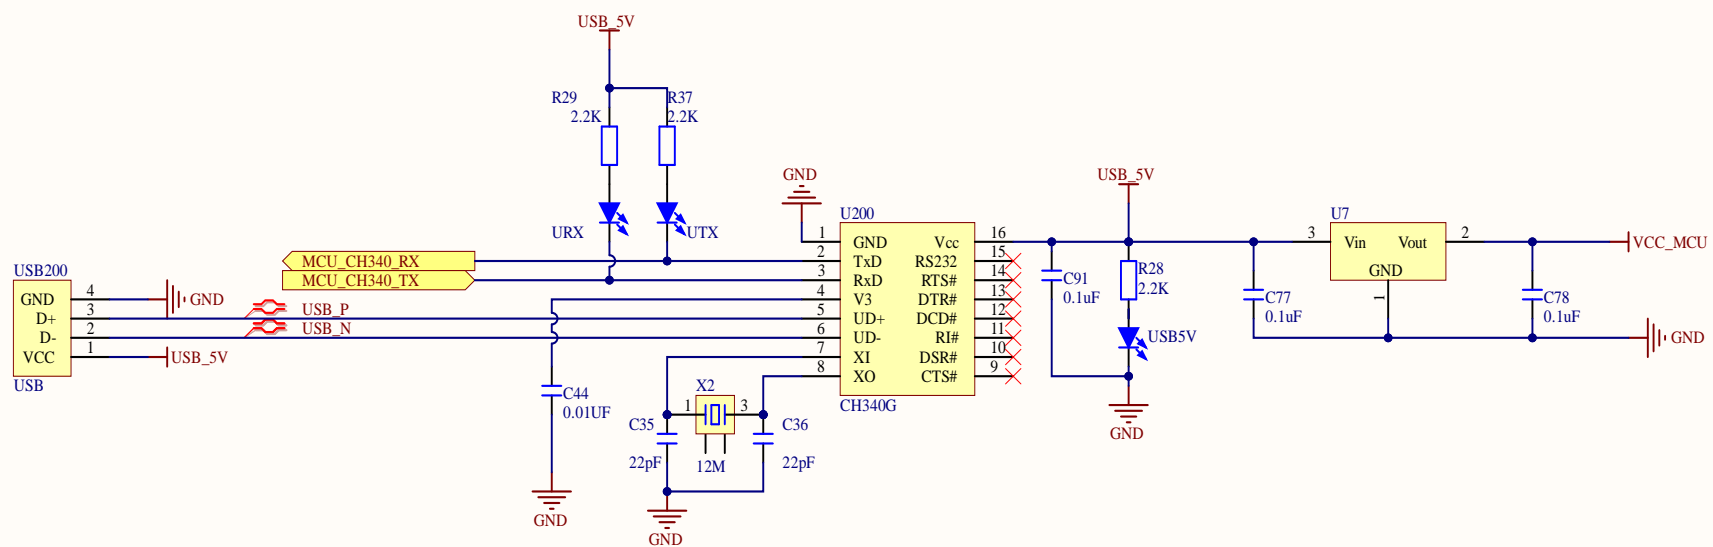 USB_5V
R29
R37
2.2K
2.2K
URX
UTX
MCU_CH340_RX
MCU_CH340_TX
USB200
GND 4
D+ 3
D- 2
VCC 1
USB
GND
USB_P
USB_N
USB_5V
C44
0.01UF
GND
X2
1
3
12M
C35
22pF
C36
22pF
GND
GND
U200
1 GND
2 TxD
3 RxD
4 V3
5 UD+
6 UD-
7 XI
8 XO
Vcc 16
RS232 15
RTS# 14
DTR# 13
DCD# 12
RI# 11
DSR# 10
CTS# 9
CH340G
C91
0.1uF
USB_5V
R28
2.2K
USB5V
GND
C77
0.1uF
U7
3 Vin
Vout 2
GND
1
C78
0.1uF
VCC_MCU
GND